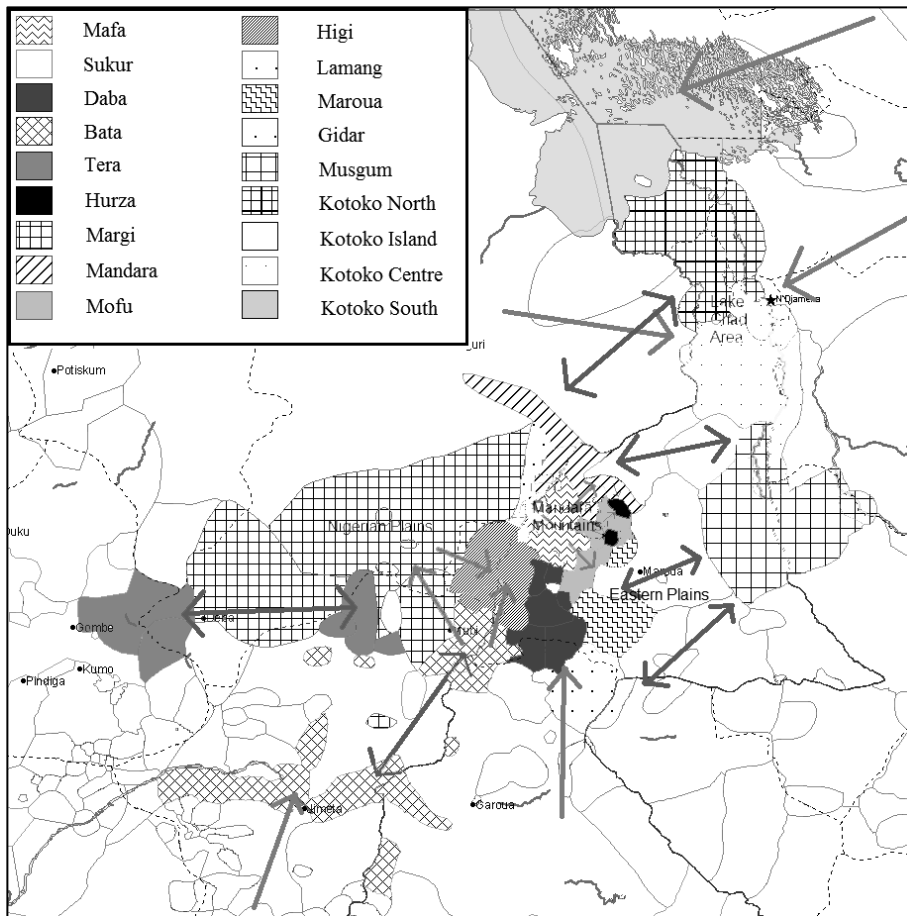 Mafa
Sukur
Daba
Bata
Tera
Hurza
Margi
Mandara
Mofu
Higi
Lamang
Maroua
Gidar
Musgum
Kotoko North
Kotoko Island
Kotoko Centre
Kotoko South
N'Djamena
Lake
Chad
Area
uri
Potiskum
Nigerian Plains
Mandara
Mountains
Maroua
Eastern Plains
Gombe
Kumo
Pindiga
Jimeta
Garoua